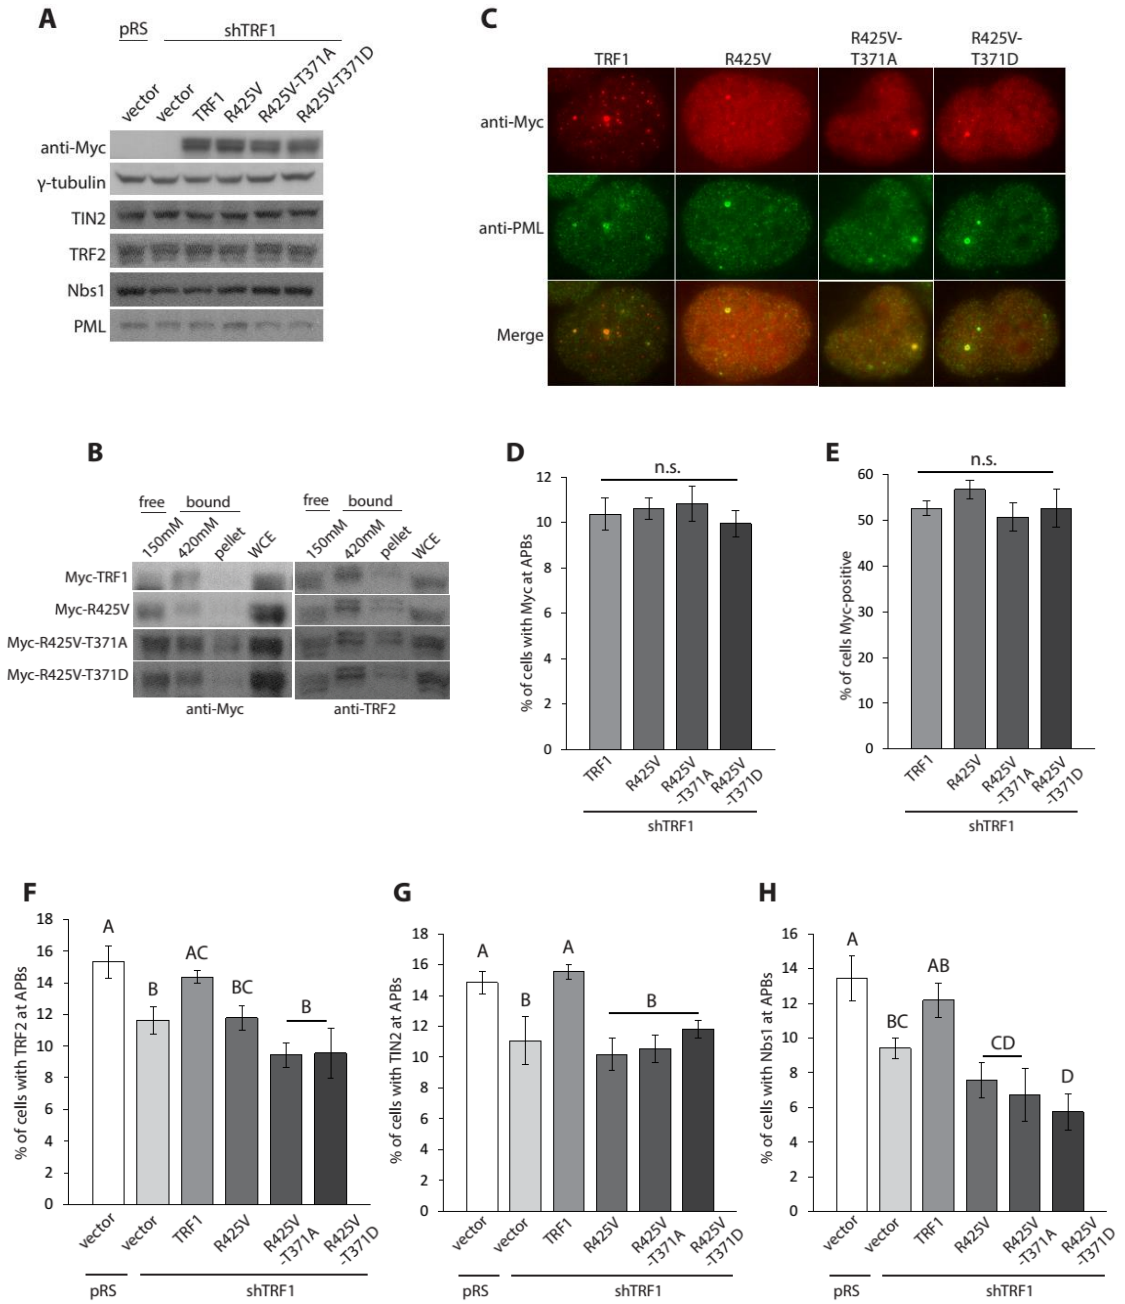 A
pRS
shTRF1
vector
vector
TRF1
R425V
R425V-T371A
R425V-T371D
anti-Myc
γ-tubulin
TIN2
TRF2
Nbs1
PML
C
TRF1
R425V
R425V-
T371A
R425V-
T371D
anti-Myc
anti-PML
Merge
B
free
bound
150mM
420mM
pellet
WCE
free
bound
150mM
420mM
pellet
WCE
Myc-TRF1
Myc-R425V
Myc-R425V-T371A
Myc-R425V-T371D
anti-Myc
anti-TRF2
D
% of cells with Myc at APBs
12
10
8
6
4
2
0
n.s.
TRF1
R425V
R425V
-T371A
R425V
-T371D
shTRF1
E
% of cells Myc-positive
60
50
40
30
20
10
0
n.s.
TRF1
R425V
R425V
-T371A
R425V
-T371D
shTRF1
F
% of cells with TRF2 at APBs
18
16
14
12
10
8
6
4
2
0
A
B
AC
BC
B
vector
vector
TRF1
R425V
R425V
-T371A
R425V
-T371D
pRS
shTRF1
G
% of cells with TIN2 at APBs
18
16
14
12
10
8
6
4
2
0
A
B
A
B
vector
vector
TRF1
R425V
R425V
-T371A
R425V
-T371D
pRS
shTRF1
H
% of cells with Nbs1 at APBs
16
14
12
10
8
6
4
2
0
A
BC
AB
CD
D
vector
vector
TRF1
R425V
R425V
-T371A
R425V
-T371D
pRS
shTRF1